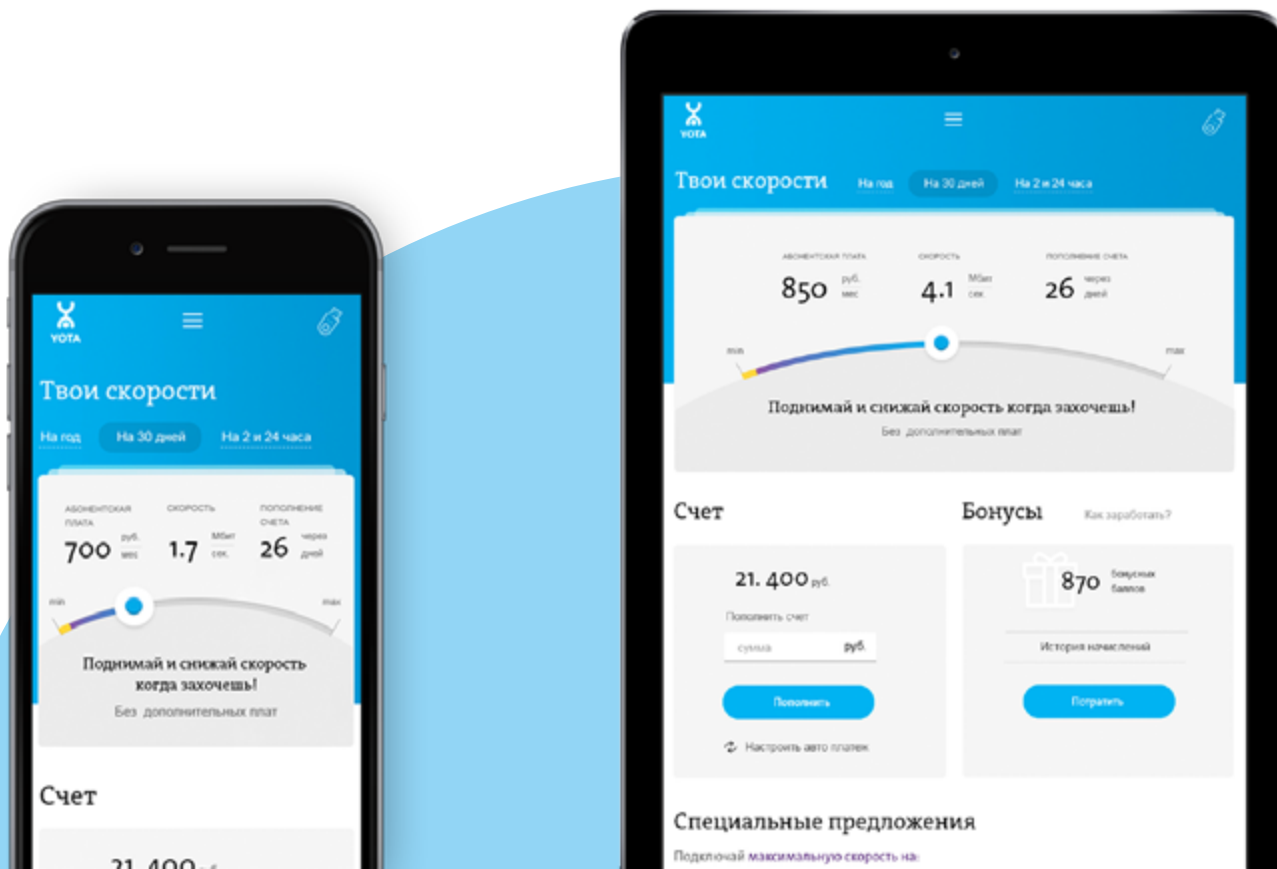 YOTA
Твои скорости
На год
На 30 дней
На 2 и 24 часа
АБОНЕНТСКАЯ
ПЛАТА
СКОРОСТЬ
ПОПОЛНЕНИЕ
СЧЕТА
700 руб. мес
1.7 Мбит сек.
26 через дней
min
max
Поднимай и снижай скорость
когда захочешь!
Без дополнительных плат
Счет
21. 400
YOTA
Твои скорости
На год
На 30 дней
На 2 и 24 часа
АБОНЕНТСКАЯ ПЛАТА
СКОРОСТЬ
ПОПОЛНЕНИЕ СЧЕТА
850 руб. мес
4.1 Мбит сек.
26 через дней
min
max
Поднимай и снижай скорость когда захочешь!
Без дополнительных плат
Счет
21. 400 руб.
Пополнить счет
сумма руб.
Пополнить
Настроить авто платеж
Бонусы
Как заработать?
870 бонусных баллов
История начислений
Потратить
Специальные предложения
Подключай максимальную скорость на: